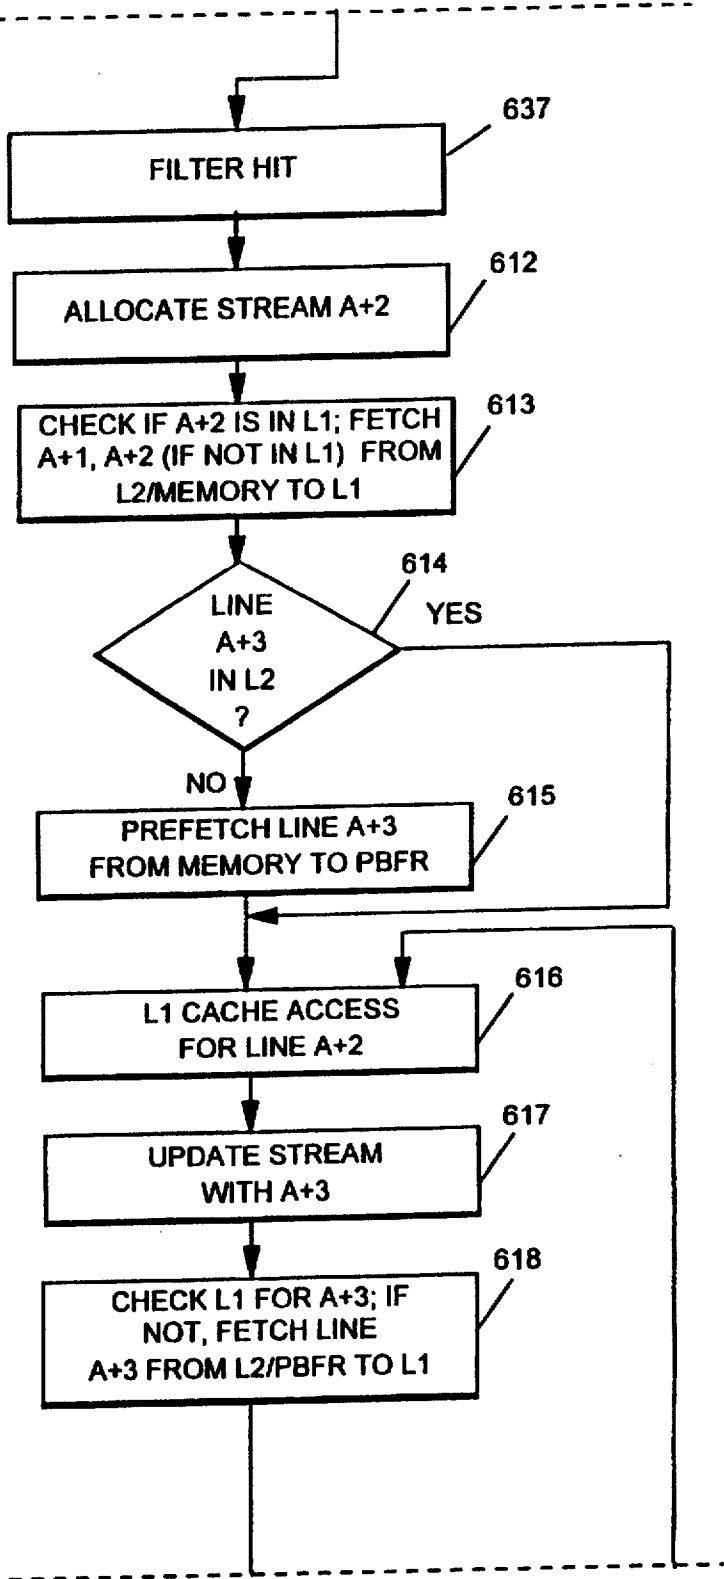 637
FILTER HIT
612
ALLOCATE STREAM A+2
613
CHECK IF A+2 IS IN L1; FETCH
A+1, A+2 (IF NOT IN L1) FROM
L2/MEMORY TO L1
614
LINE
A+3
IN L2
?
YES
NO
615
PREFETCH LINE A+3
FROM MEMORY TO PBFR
616
L1 CACHE ACCESS
FOR LINE A+2
617
UPDATE STREAM
WITH A+3
618
CHECK L1 FOR A+3; IF
NOT, FETCH LINE
A+3 FROM L2/PBFR TO L1